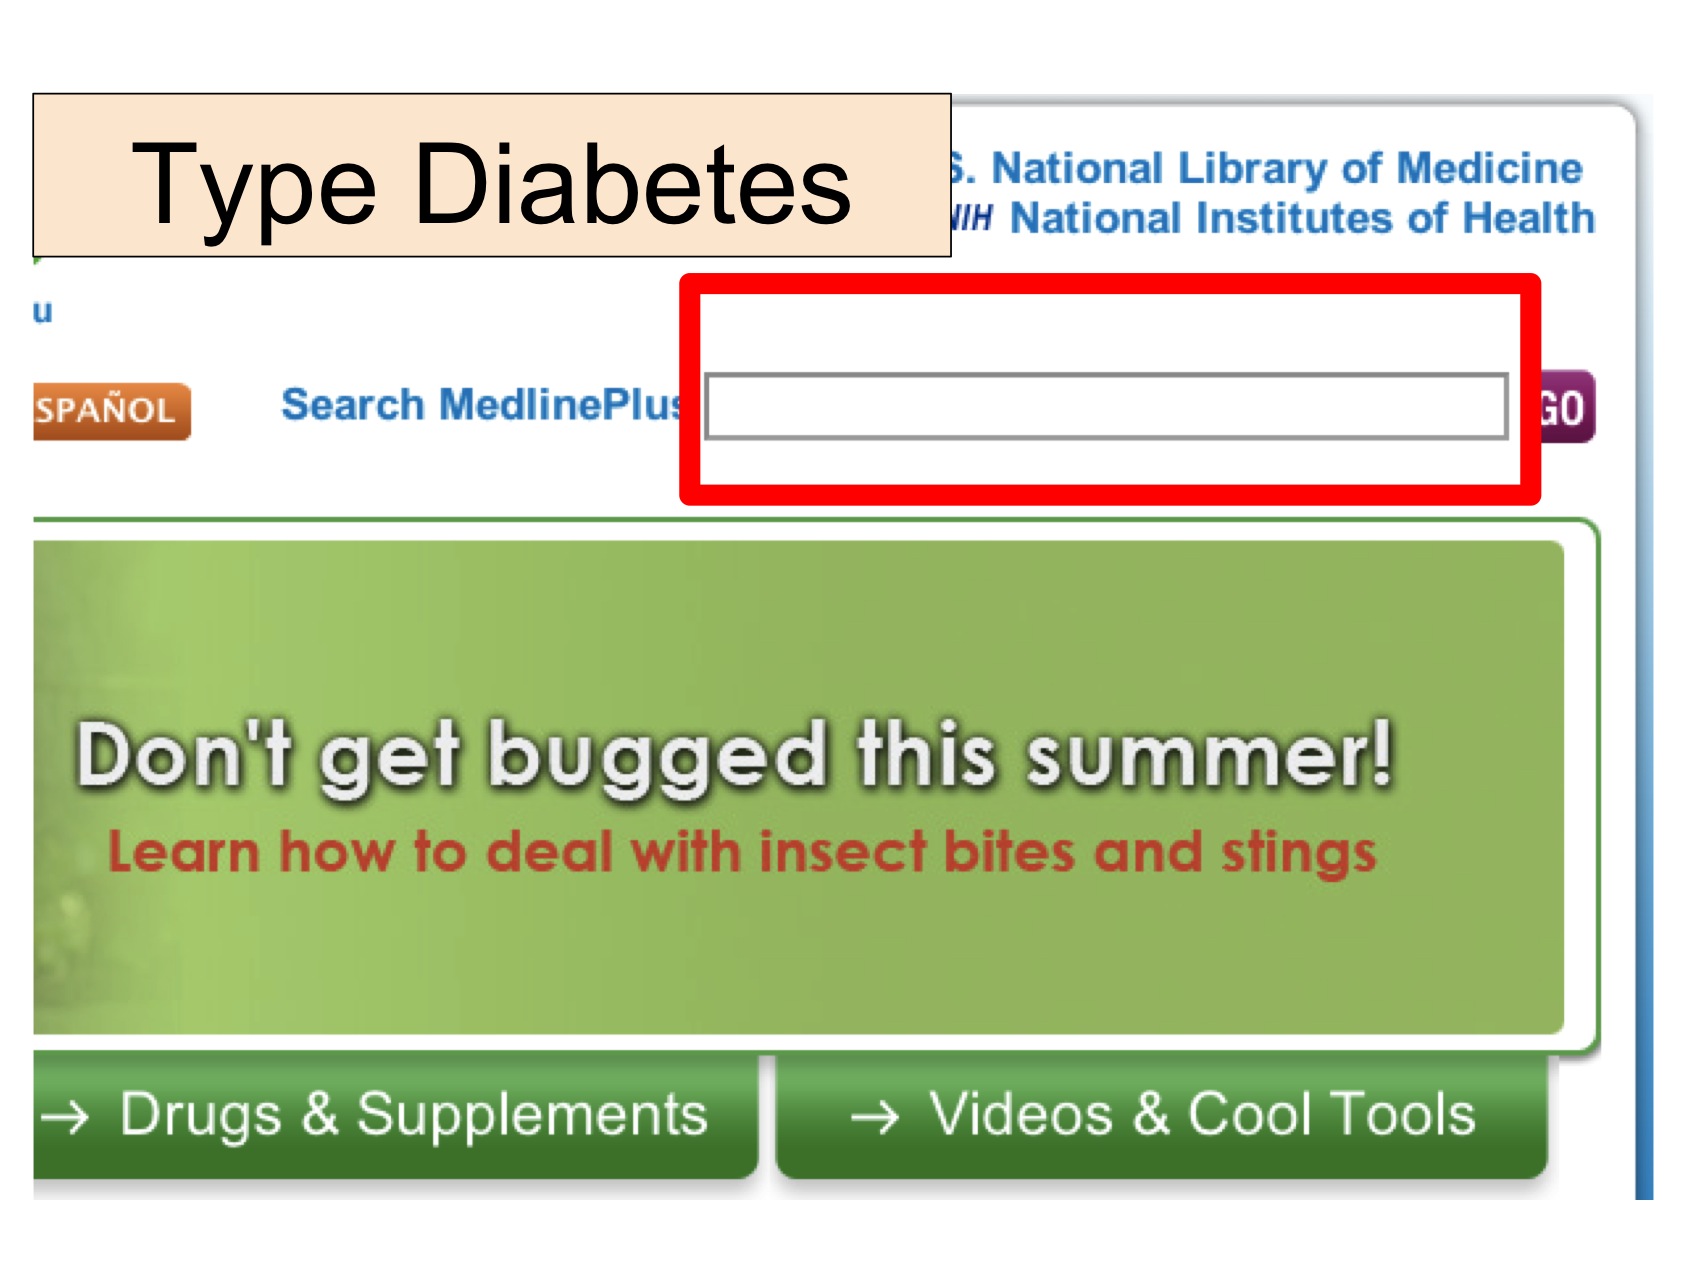 Type Diabetes
S. National Library of Medicine
NIH National Institutes of Health
u
SPAÑOL
Search MedlinePlus
GO
Don't get bugged this summer!
Learn how to deal with insect bites and stings
→ Drugs & Supplements
→ Videos & Cool Tools